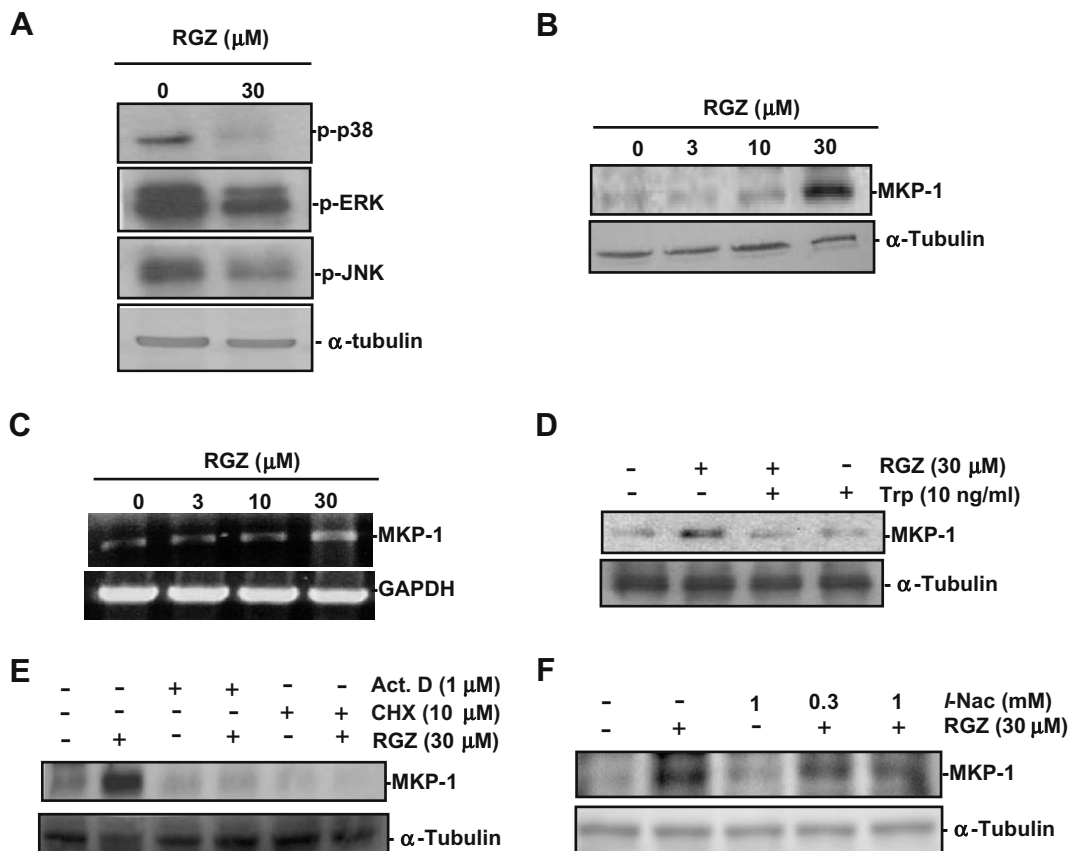 A
RGZ (μM)
0 30
-p-p38
-p-ERK
-p-JNK
- α-tubulin
B
RGZ (μM)
0 3 10 30
-MKP-1
- α-Tubulin
C
RGZ (μM)
0 3 10 30
-MKP-1
-GAPDH
D
- + + - RGZ (30 μM)
- - + + Trp (10 ng/ml)
-MKP-1
- α-Tubulin
E
- - + + - - Act. D (1 μM)
- - - - + + CHX (10 μM)
- + - + - + RGZ (30 μM)
-MKP-1
- α-Tubulin
F
- - 1 0.3 1 l-Nac (mM)
- + - + + RGZ (30 μM)
-MKP-1
- α-Tubulin